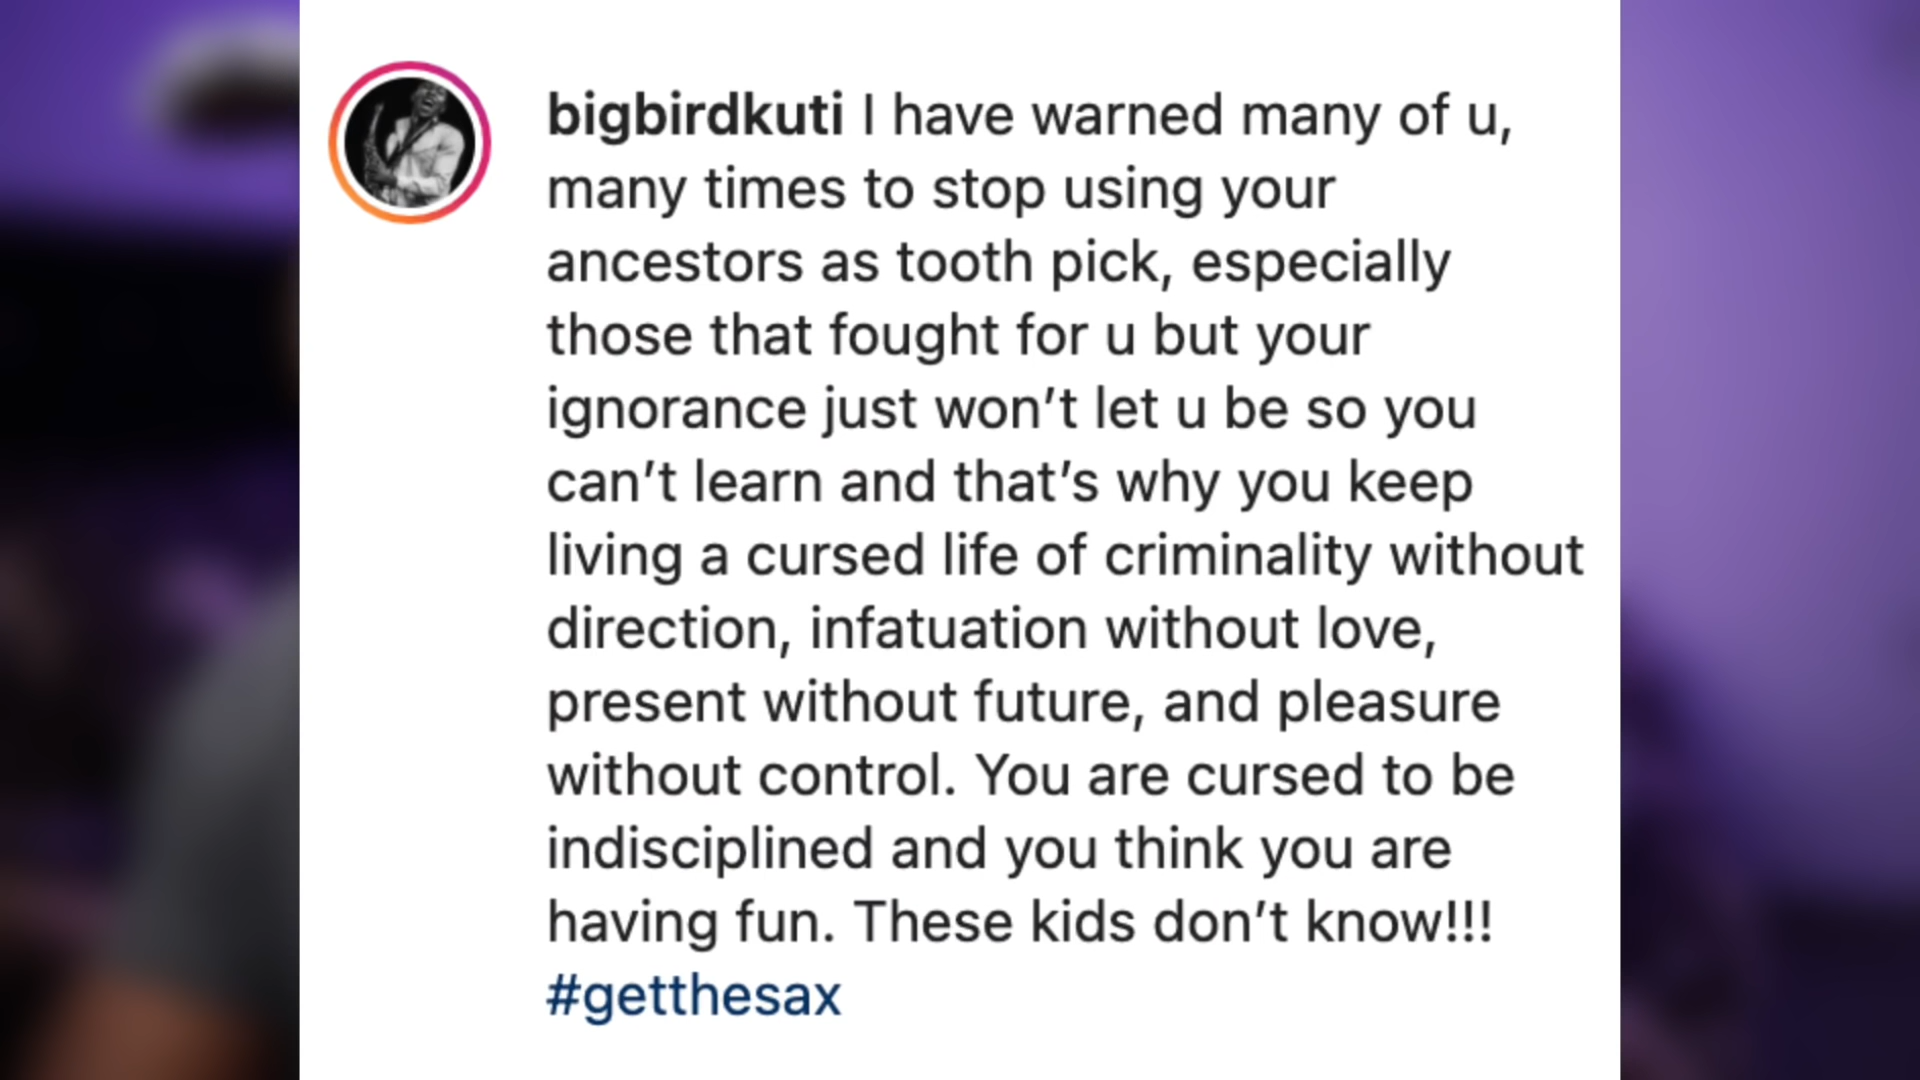 bigbirdkuti I have warned many of u,
many times to stop using your
ancestors as tooth pick, especially
those that fought for u but your
ignorance just won’t let u be so you
can’t learn and that’s why you keep
living a cursed life of criminality without
direction, infatuation without love,
present without future, and pleasure
without control. You are cursed to be
indisciplined and you think you are
having fun. These kids don’t know!!!
#getthesax